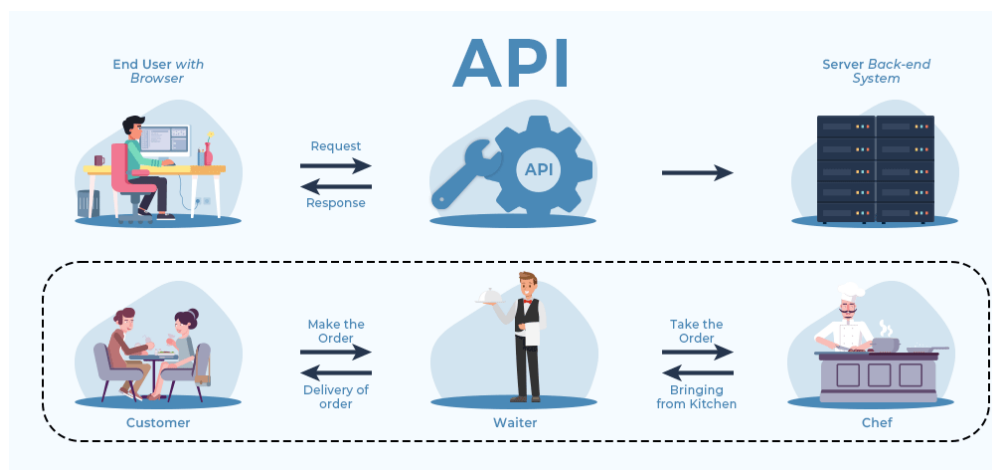 API
End User with
Browser
Server Back-end
System
Request
Response
API
Make the
Order
Delivery of
order
Take the
Order
Bringing
from Kitchen
Customer
Waiter
Chef